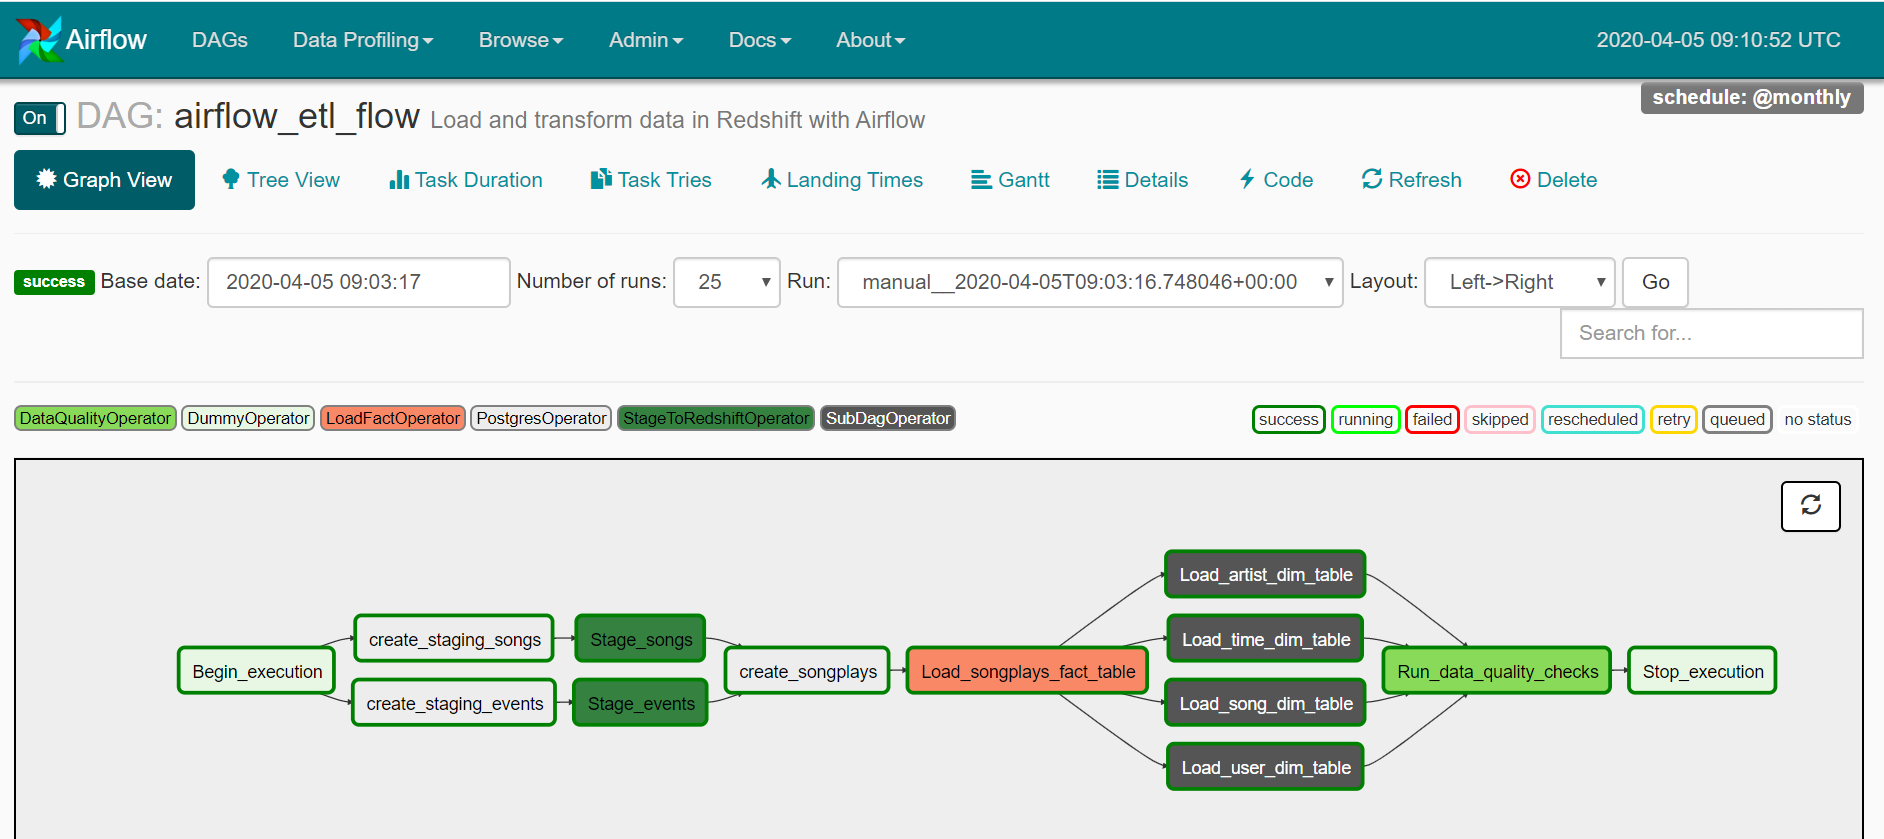 Airflow DAGs Data Profiling Browse Admin Docs About 2020-04-05 09:10:52 UTC
schedule: @monthly
On DAG: airflow_etl_flow Load and transform data in Redshift with Airflow
Graph View Tree View Task Duration Task Tries Landing Times Gantt Details Code Refresh Delete
success Base date: 2020-04-05 09:03:17 Number of runs: 25 Run: manual__2020-04-05T09:03:16.748046+00:00 Layout: Left->Right Go
Search for...
DataQualityOperator DummyOperator LoadFactOperator PostgresOperator StageToRedshiftOperator SubDagOperator success running failed skipped rescheduled retry queued no status
Load_artist_dim_table
create_staging_songs Stage_songs Load_time_dim_table
Begin_execution create_songplays Load_songplays_fact_table Run_data_quality_checks Stop_execution
create_staging_events Stage_events Load_song_dim_table
Load_user_dim_table